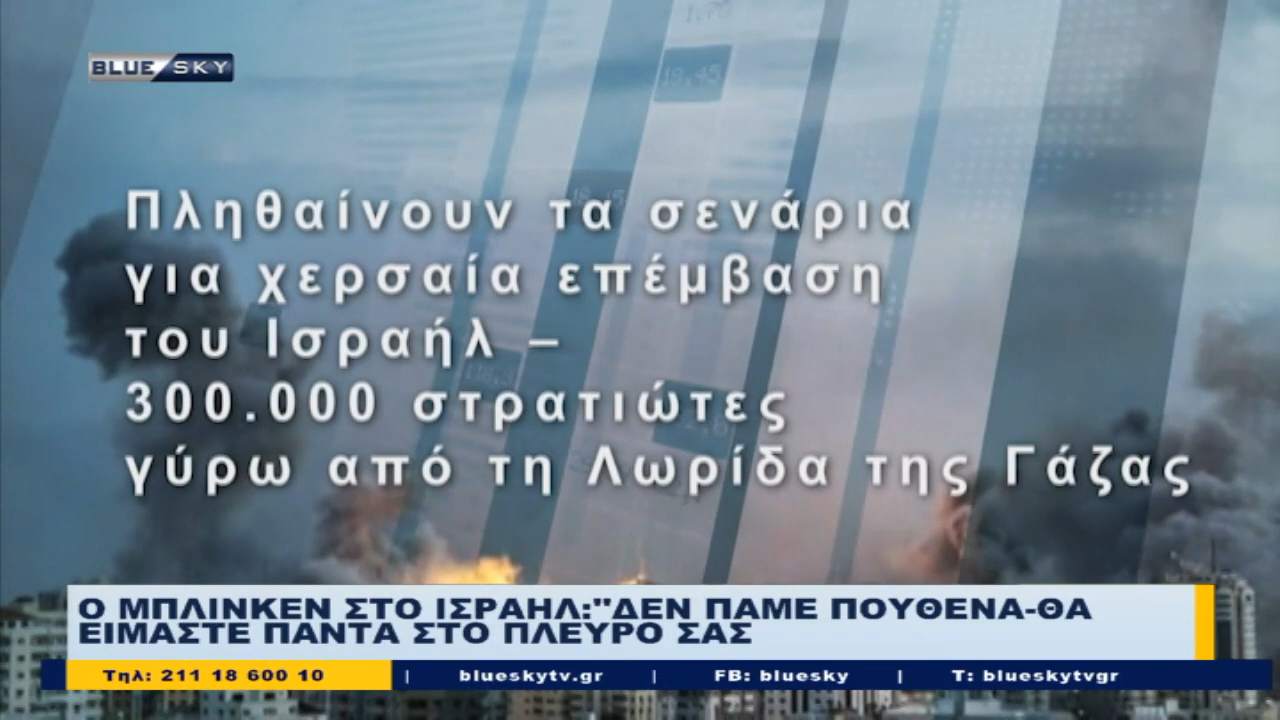 BLUE SKY
Πληθαίνουν τα σενάρια
για χερσαία επέμβαση
του Ισραήλ –
300.000 στρατιώτες
γύρω από τη Λωρίδα της Γάζας
Ο ΜΠΛΙΝΚΕΝ ΣΤΟ ΙΣΡΑΗΛ:"ΔΕΝ ΠΑΜΕ ΠΟΥΘΕΝΑ-ΘΑ
ΕΙΜΑΣΤΕ ΠΑΝΤΑ ΣΤΟ ΠΛΕΥΡΟ ΣΑΣ
Τηλ: 211 18 600 10 | blueskytv.gr | FB: bluesky | T: blueskytvgr